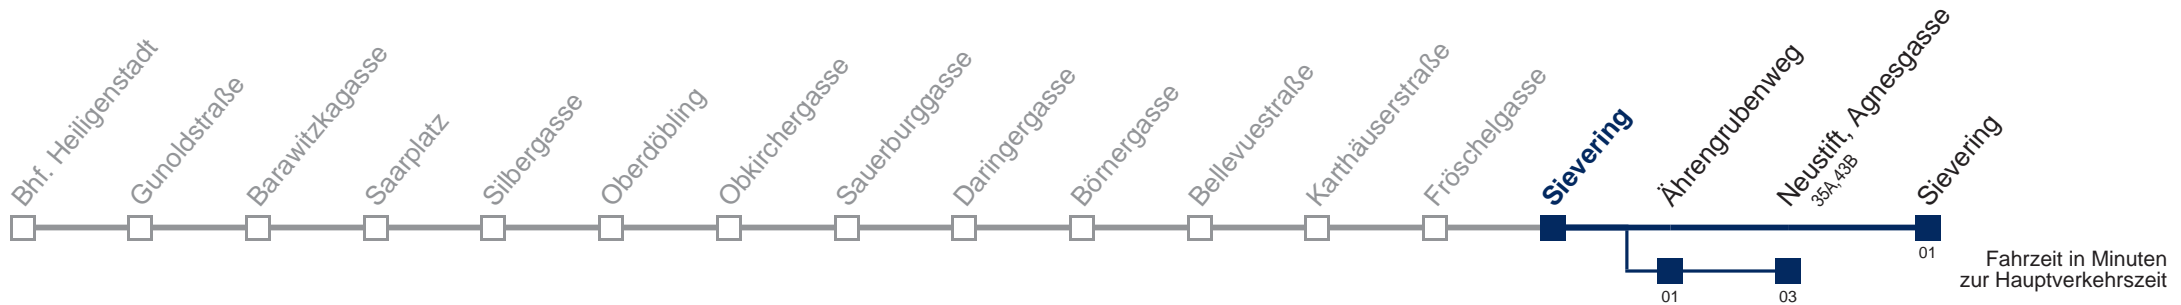 Bhf. Heiligenstadt
Gunoldstraße
Barawitzkagasse
Saarplatz
Silbergasse
Oberdöbling
Obkirchergasse
Sauerburggasse
Daringergasse
Börnergasse
Bellevuestraße
Karthäuserstraße
Fröschelgasse
Sievering
Ährengrubenweg
Neustift, Agnesgasse
35A,43B
Sievering
01
01
03
Fahrzeit in Minuten
zur Hauptverkehrszeit